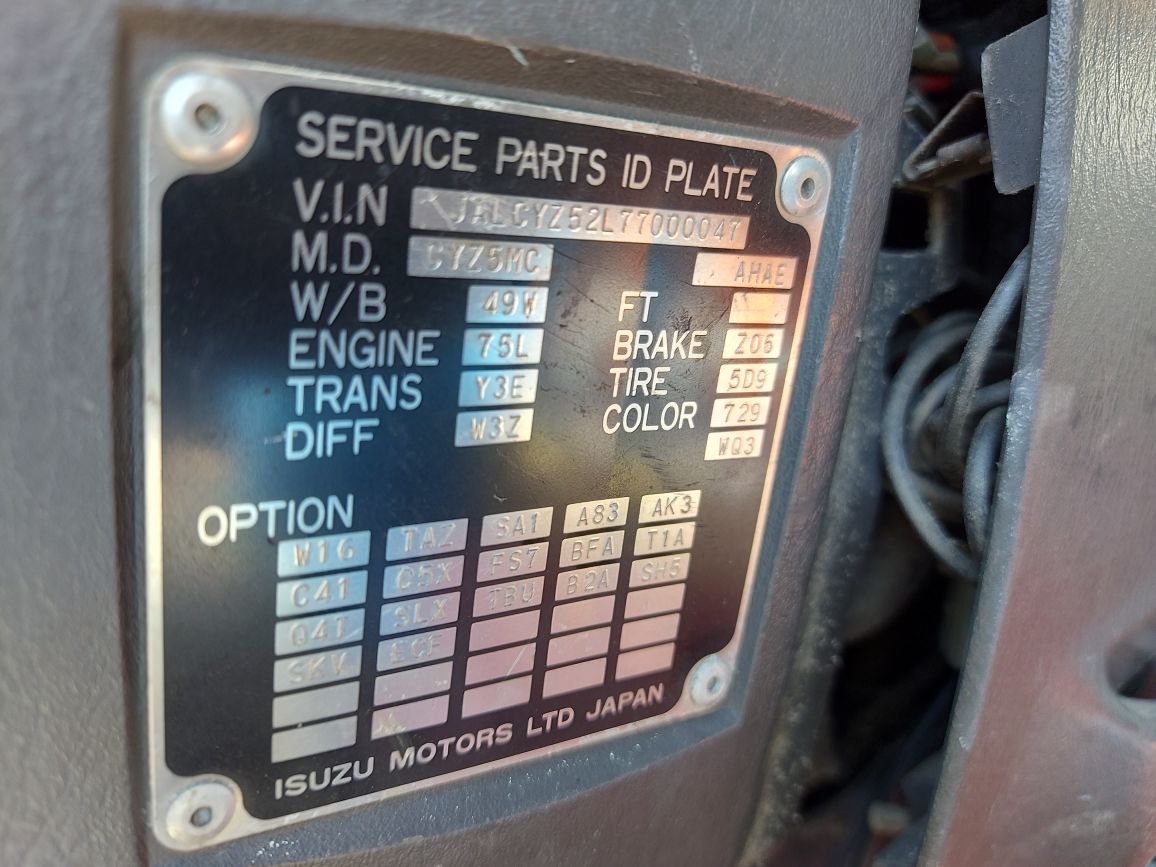 SERVICE PARTS ID PLATE
V.I.N JALCYZ52L77000047
M.D. CYZ5MC AHAE
W/B 49W FT
ENGINE 75L BRAKE Z06
TRANS Y3E TIRE 5D9
DIFF W3Z COLOR 729
WQ3
OPTION
W1G TAZ SA1 A83 AK3
C41 C5X FS7 BFA T1A
Q4T SLX TBU B2A SH5
SKV ECF
ISUZU MOTORS LTD JAPAN